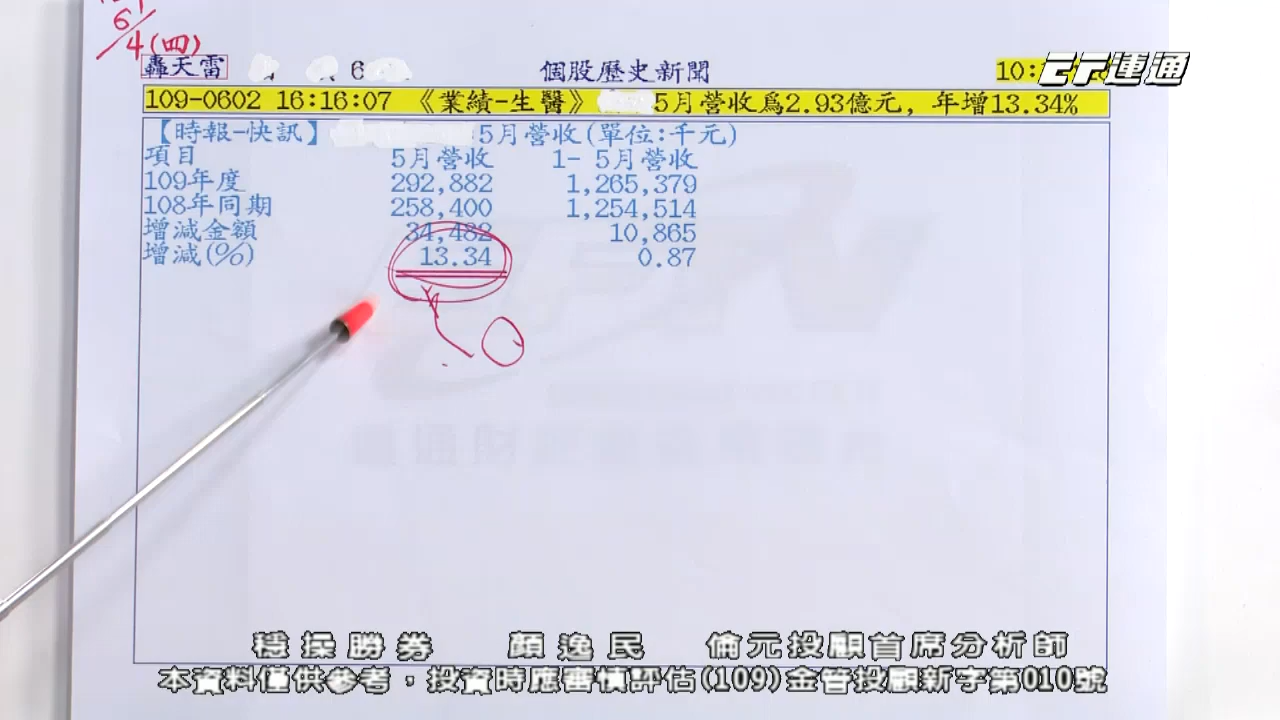 6/4(四)
轟天雷 6 個股歷史新聞 10:
運通
109-0602 16:16:07 《業績-生醫》 5月營收為2.93億元, 年增13.34%
【時報-快訊】 5月營收(單位:千元)
項目 5月營收 1- 5月營收
109年度 292,882 1,265,379
108年同期 258,400 1,254,514
增減金額 34,482 10,865
增減(%) 13.34 0.87
穩操勝券 顏逸民 倫元投顧首席分析師
本資料僅供參考，投資時應審慎評估(109)金管投顧新字第010號